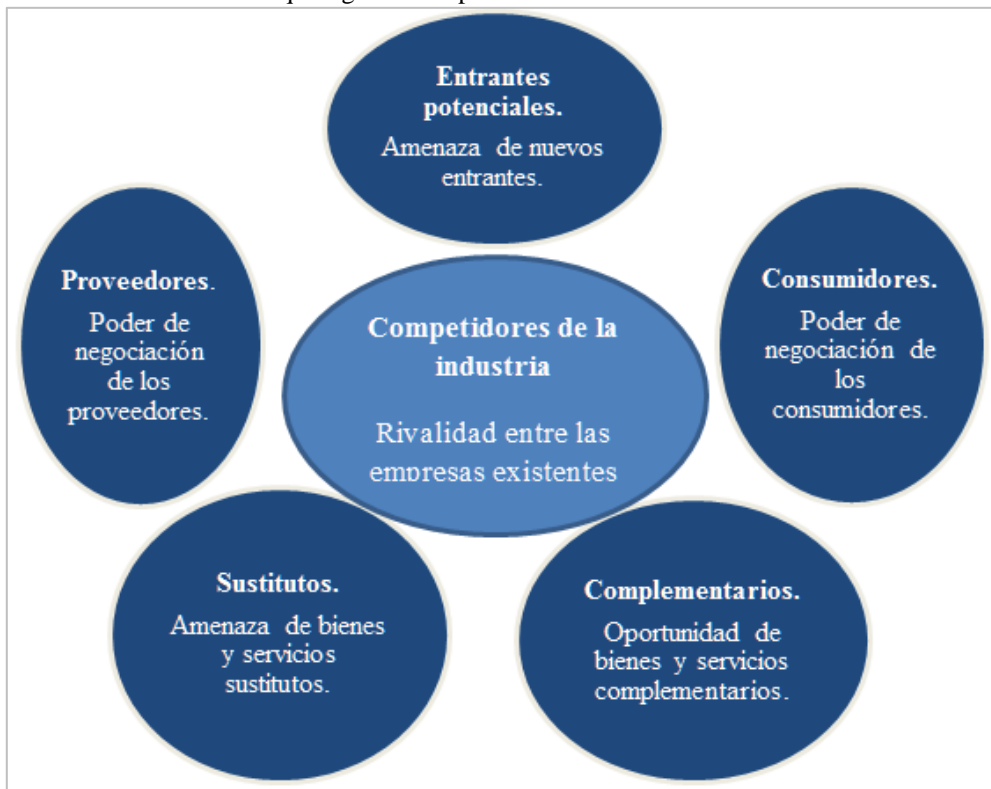 Entrantes
potenciales.
Amenaza de nuevos
entrantes.
Proveedores.
Poder de
negociación
de los
proveedores.
Competidores de la
industria
Rivalidad entre las
empresas existentes
Consumidores.
Poder de
negociación de
los
consumidores.
Sustitutos.
Amenaza de bienes
y servicios
sustitutos.
Complementarios.
Oportunidad de
bienes y servicios
complementarios.